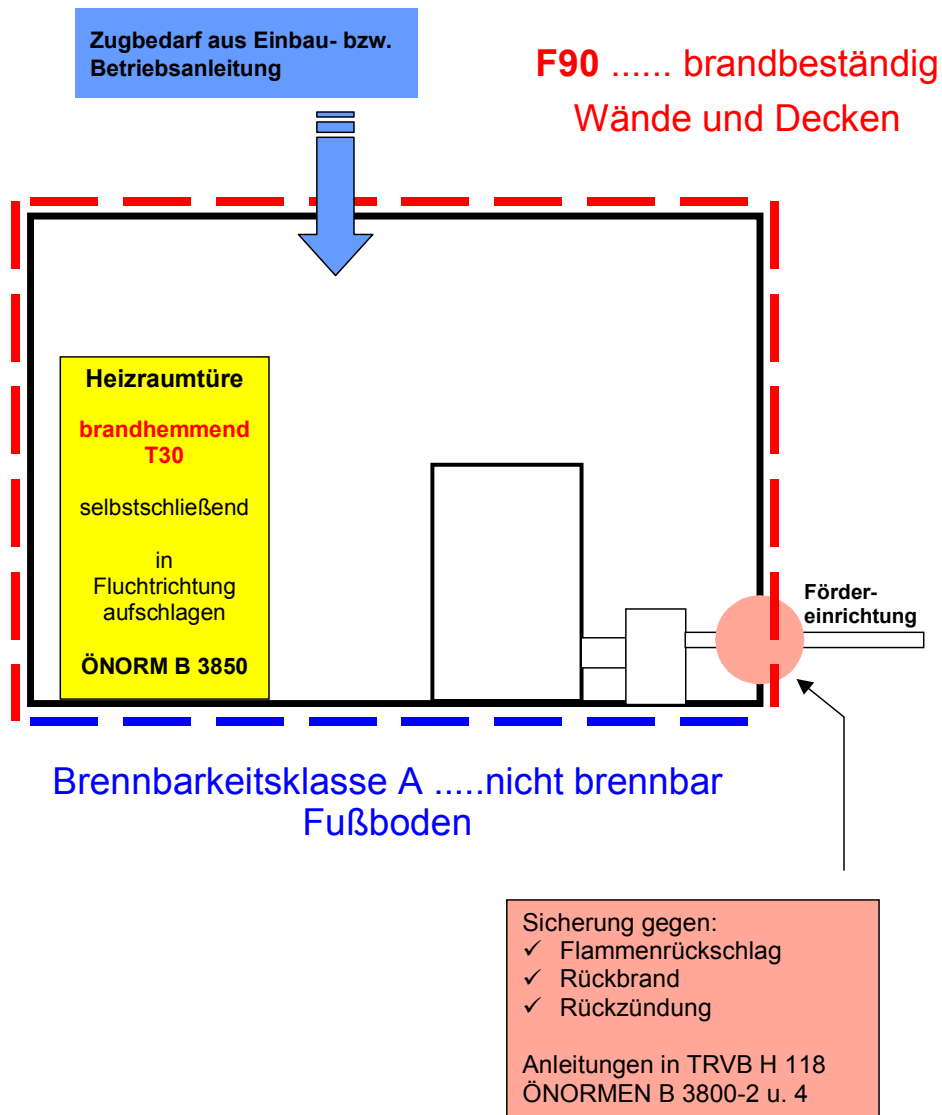 Zugbedarf aus Einbau- bzw.
Betriebsanleitung
F90 ...... brandbeständig
Wände und Decken
Heizraumtüre
brandhemmend
T30
selbstschließend
in
Fluchtrichtung
aufschlagen
ÖNORM B 3850
Förder-
einrichtung
Brennbarkeitsklasse A .....nicht brennbar
Fußboden
Sicherung gegen:
✓ Flammenrückschlag
✓ Rückbrand
✓ Rückzündung
Anleitungen in TRVB H 118
ÖNORMEN B 3800-2 u. 4